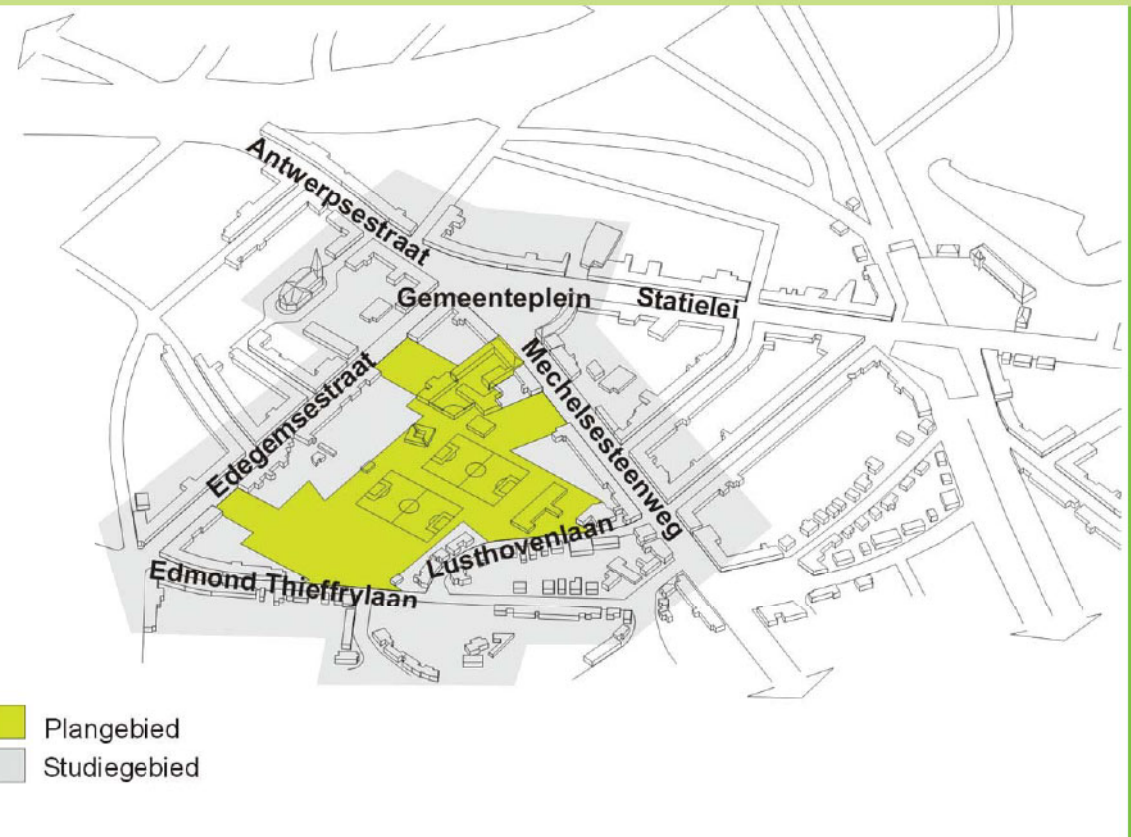 Antwerpsestraat
Gemeenteplein
Statielei
Mechelsesteenweg
Edegemsestraat
Lusthovenlaan
Edmond Thieffrylaan
Plangebied
Studiegebied